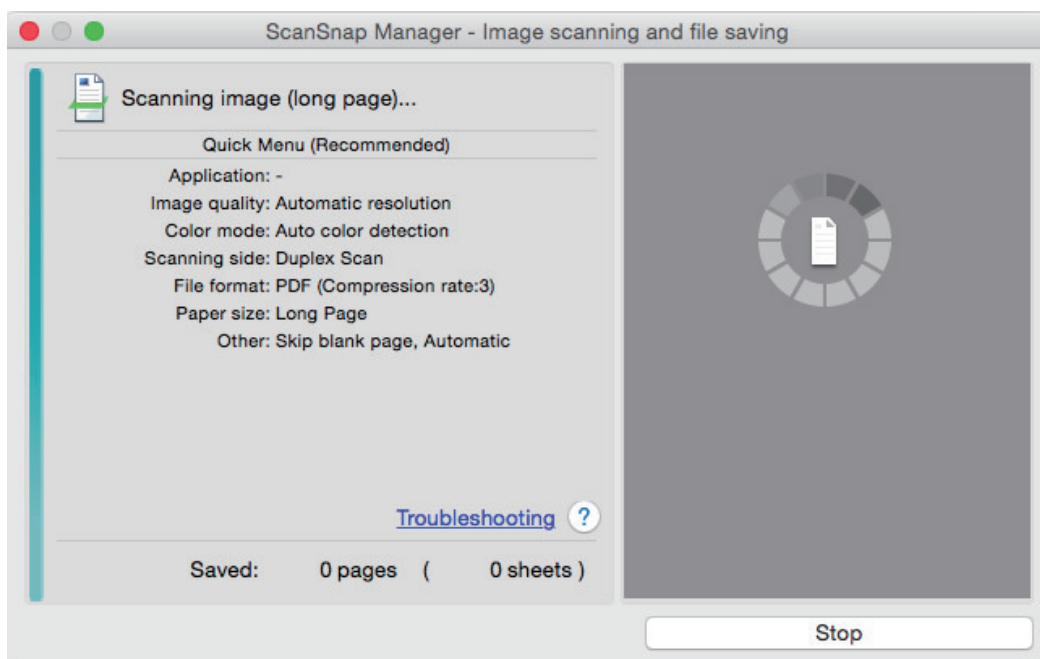 ScanSnap Manager - Image scanning and file saving
Scanning image (long page)...
Quick Menu (Recommended)
Application: -
Image quality: Automatic resolution
Color mode: Auto color detection
Scanning side: Duplex Scan
File format: PDF (Compression rate:3)
Paper size: Long Page
Other: Skip blank page, Automatic
Troubleshooting ?
Saved: 0 pages ( 0 sheets )
Stop